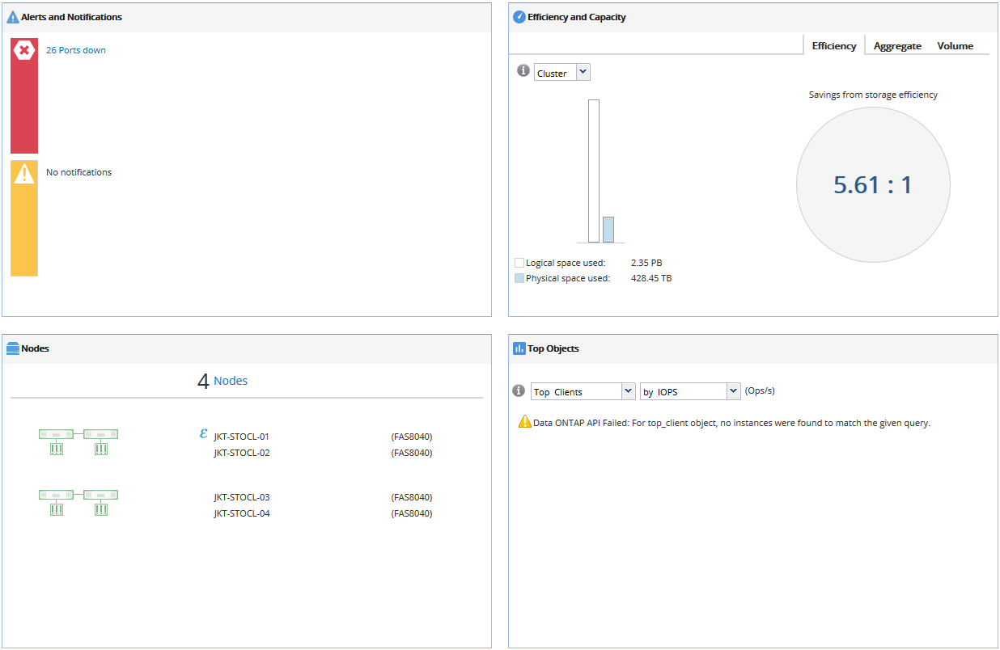 Alerts and Notifications
26 Ports down
No notifications
Efficiency and Capacity
Efficiency Aggregate Volume
Cluster
Savings from storage efficiency
5.61 : 1
Logical space used: 2.35 PB
Physical space used: 428.45 TB
Nodes
4 Nodes
ε JKT-STOCL-01 (FAS8040)
JKT-STOCL-02 (FAS8040)
JKT-STOCL-03 (FAS8040)
JKT-STOCL-04 (FAS8040)
Top Objects
Top Clients by IOPS (Ops/s)
Data ONTAP API Failed: For top_client object, no instances were found to match the given query.